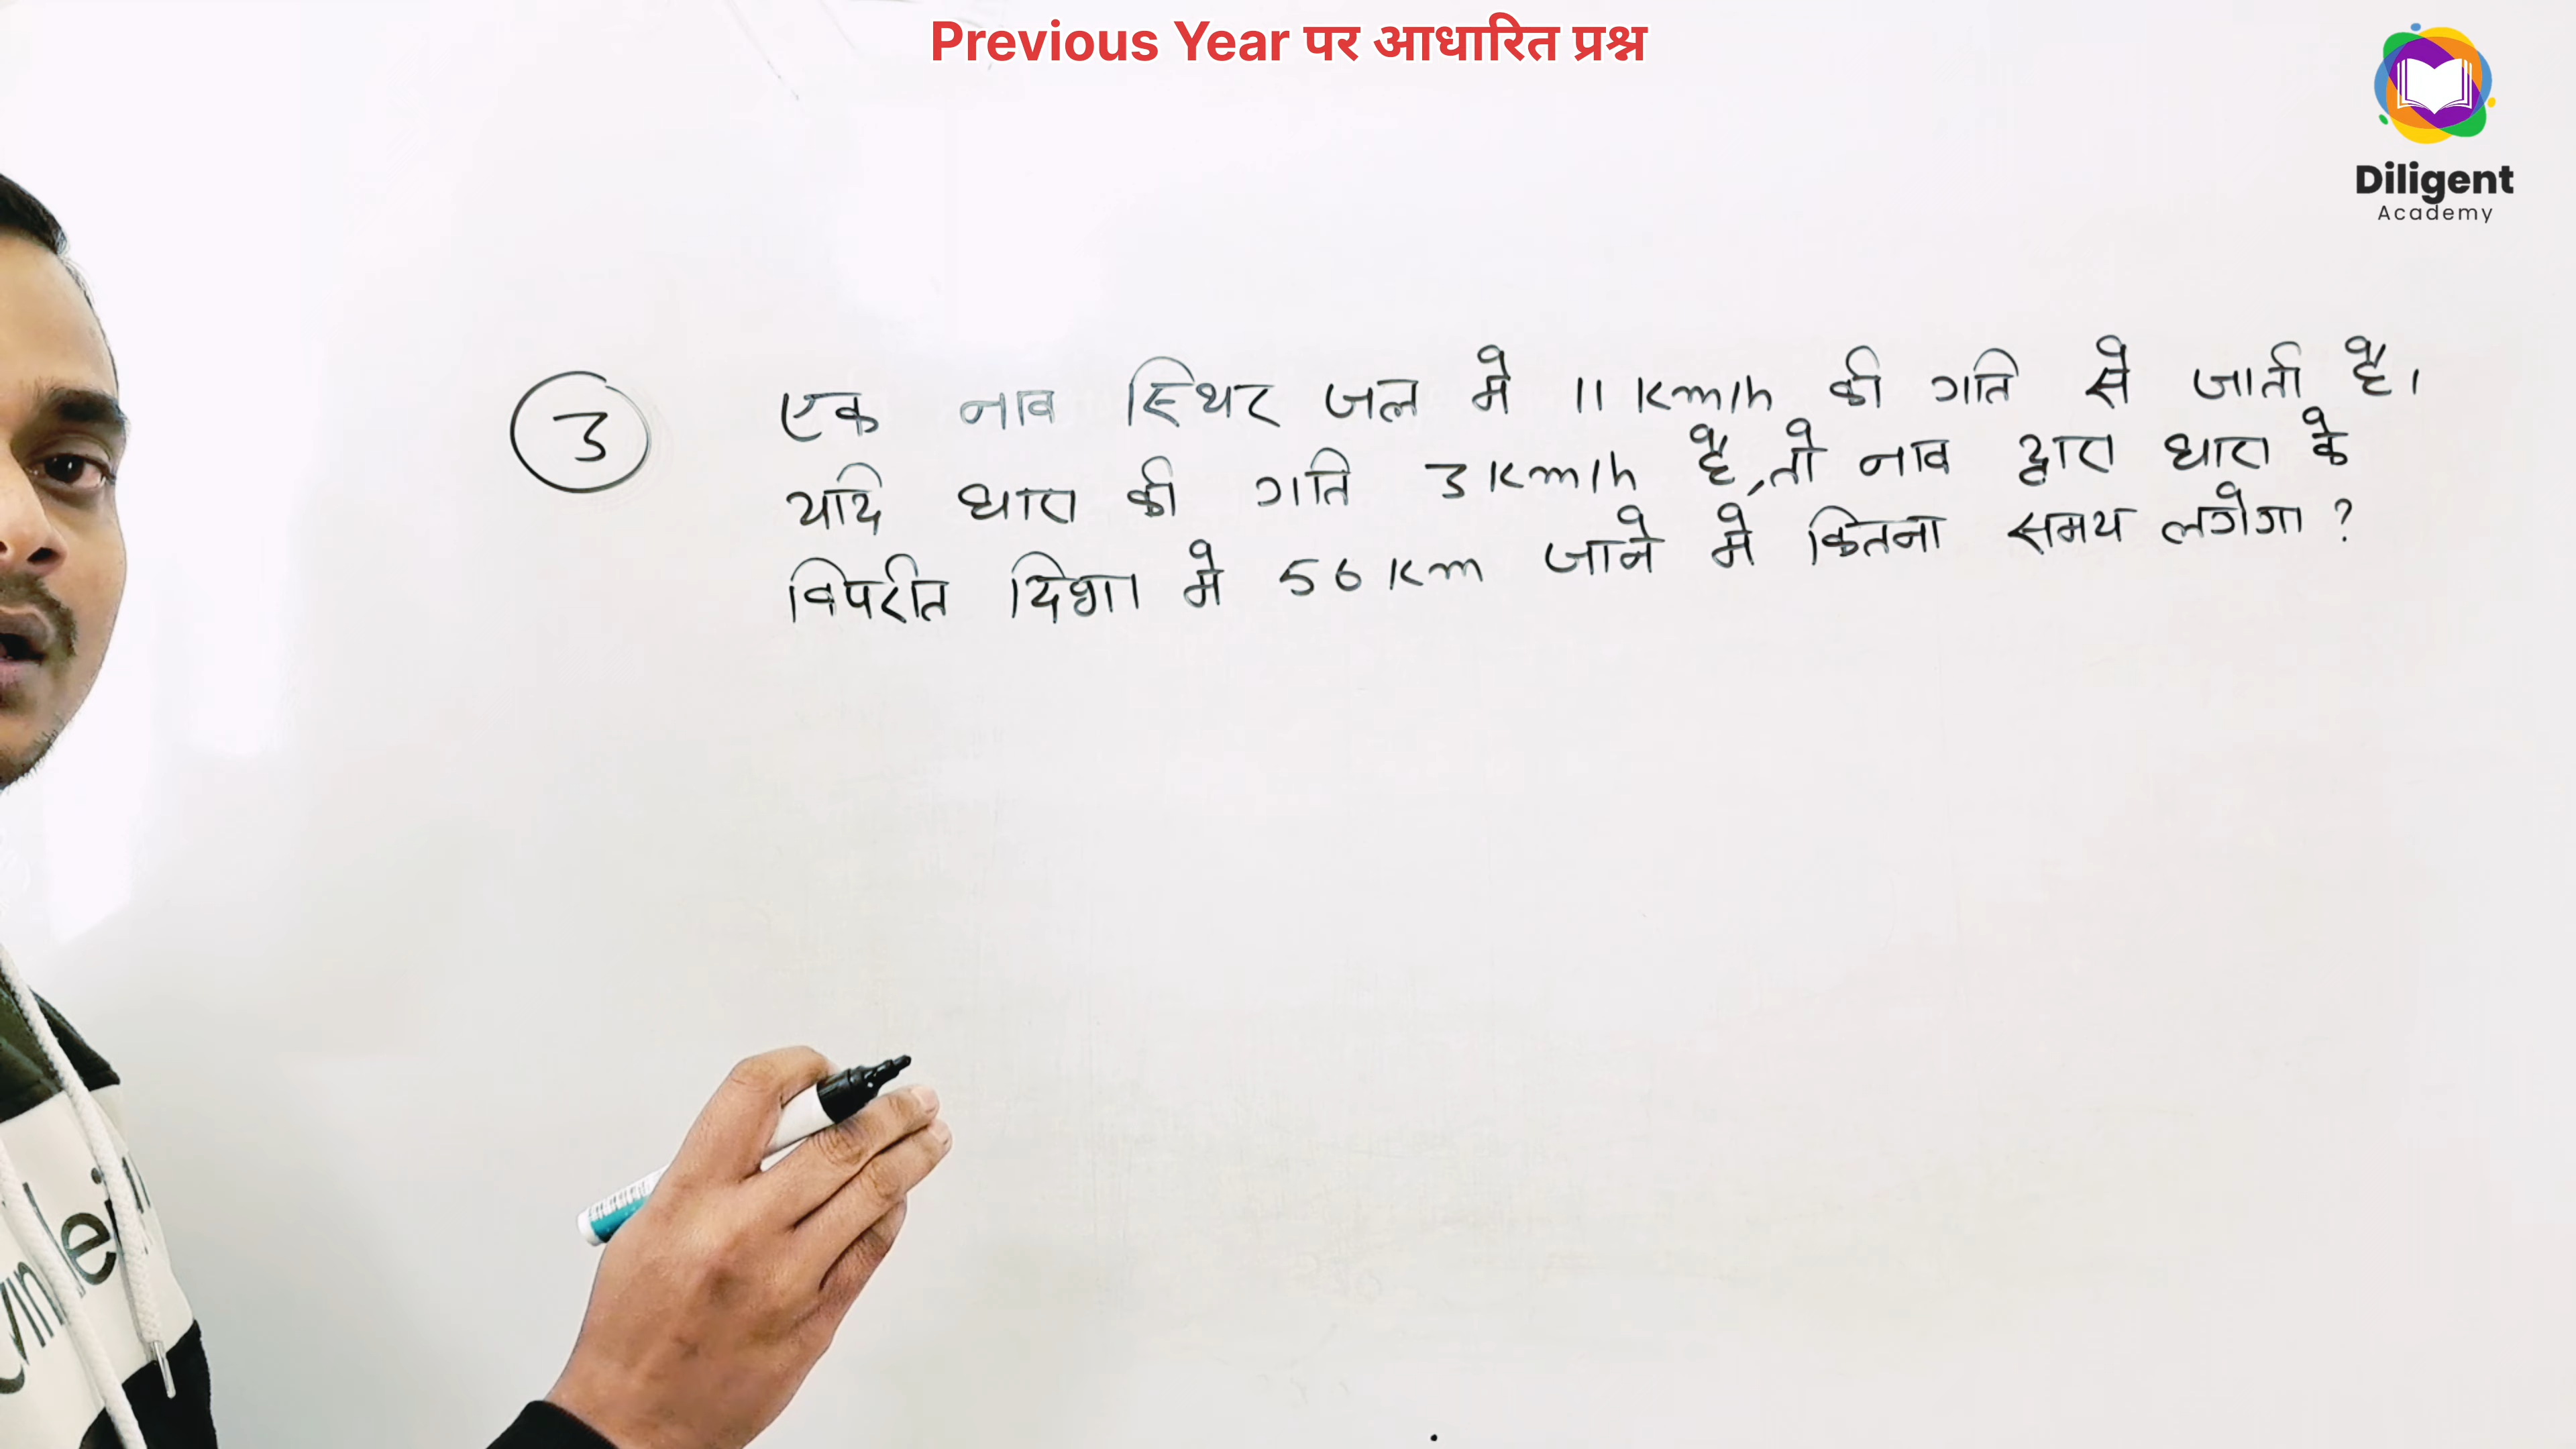 Previous Year पर आधारित प्रश्न
Diligent
Academy
3 एक नाव स्थिर जल मे 11 Km/h की गति से जाती है।
यदि धारा की गति 3 Km/h है, तो नाव द्वारा धारा के
विपरीत दिशा मे 56 Km जाने मे कितना समय लगेगा ?